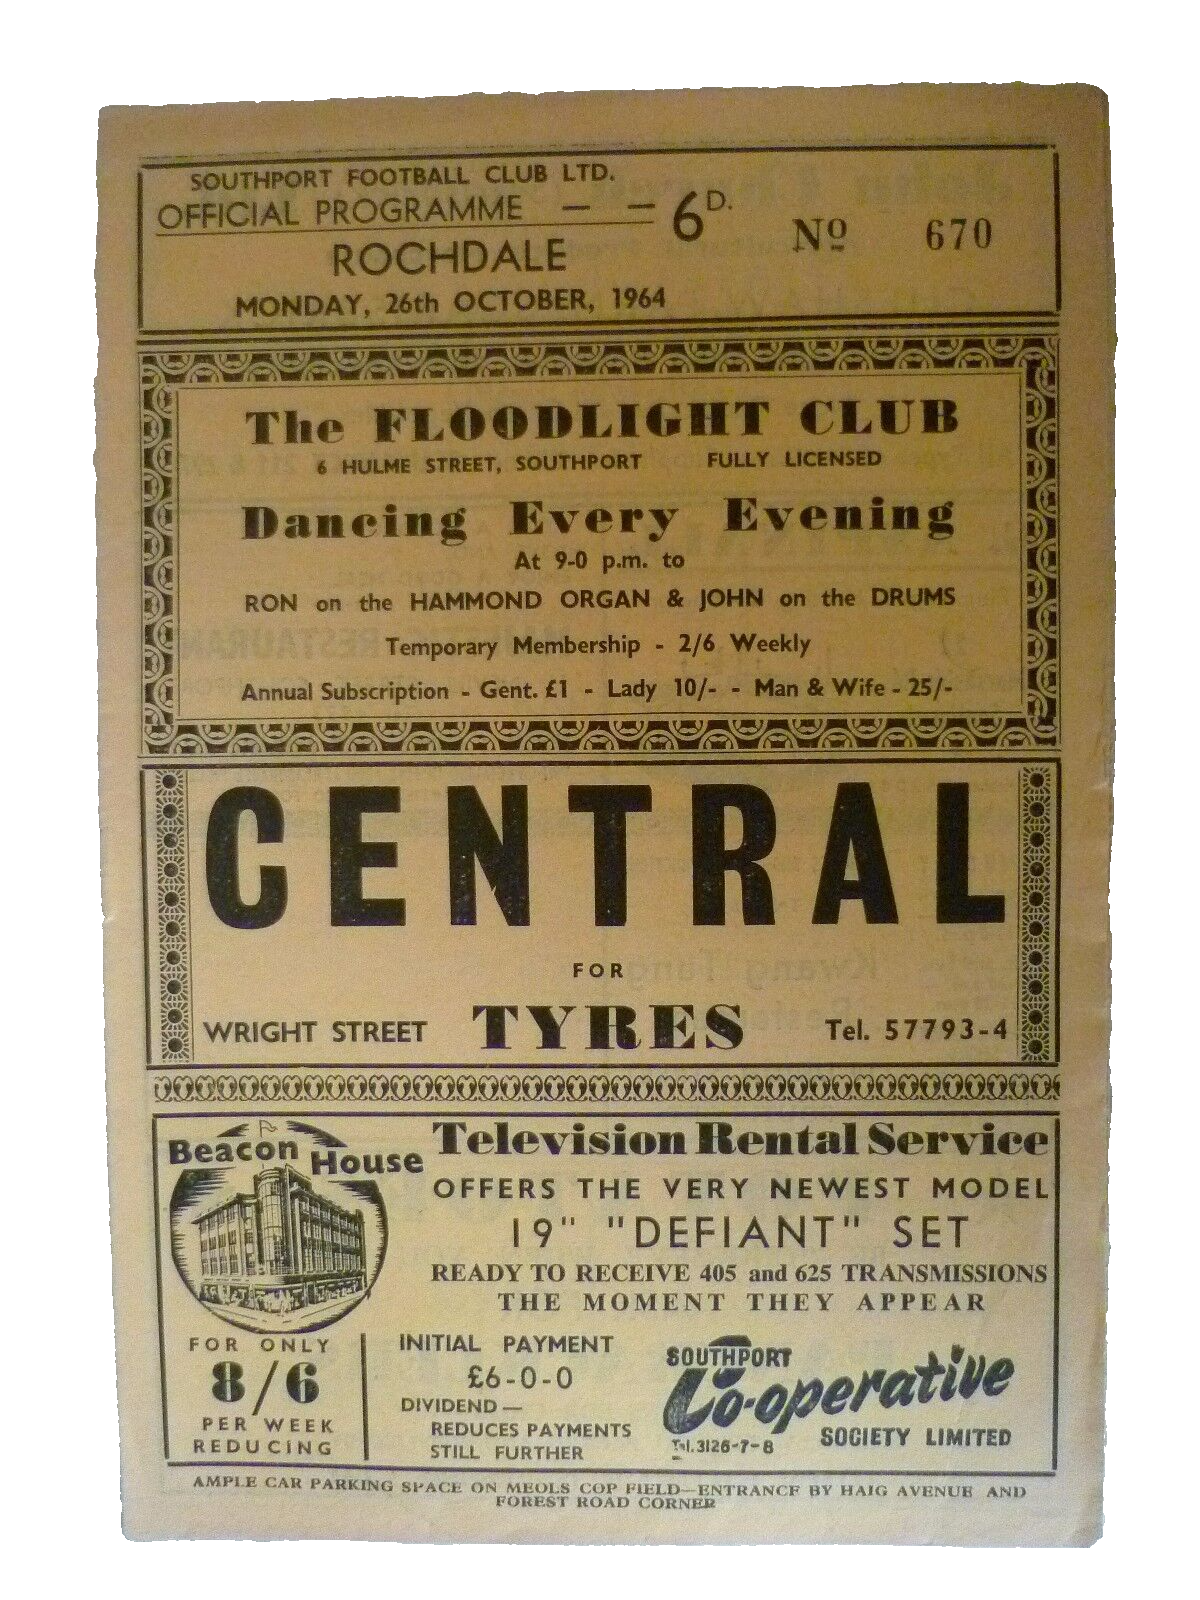 SOUTHPORT FOOTBALL CLUB LTD.
OFFICIAL PROGRAMME — — 6D.
Nº 670
ROCHDALE
MONDAY, 26th OCTOBER, 1964
The FLOODLIGHT CLUB
6 HULME STREET, SOUTHPORT FULLY LICENSED
Dancing Every Evening
At 9-0 p.m. to
RON on the HAMMOND ORGAN & JOHN on the DRUMS
Temporary Membership - 2/6 Weekly
Annual Subscription - Gent. £1 - Lady 10/- - Man & Wife - 25/-
CENTRAL
FOR
WRIGHT STREET TYRES Tel. 57793-4
Beacon House
Television Rental Service
OFFERS THE VERY NEWEST MODEL
19" "DEFIANT" SET
READY TO RECEIVE 405 and 625 TRANSMISSIONS
THE MOMENT THEY APPEAR
FOR ONLY
8/6
PER WEEK
REDUCING
INITIAL PAYMENT
£6-0-0
DIVIDEND —
REDUCES PAYMENTS
STILL FURTHER
SOUTHPORT
Co-operative
SOCIETY LIMITED
Tel. 3126-7-8
AMPLE CAR PARKING SPACE ON MEOLS COP FIELD—ENTRANCE BY HAIG AVENUE AND
FOREST ROAD CORNER